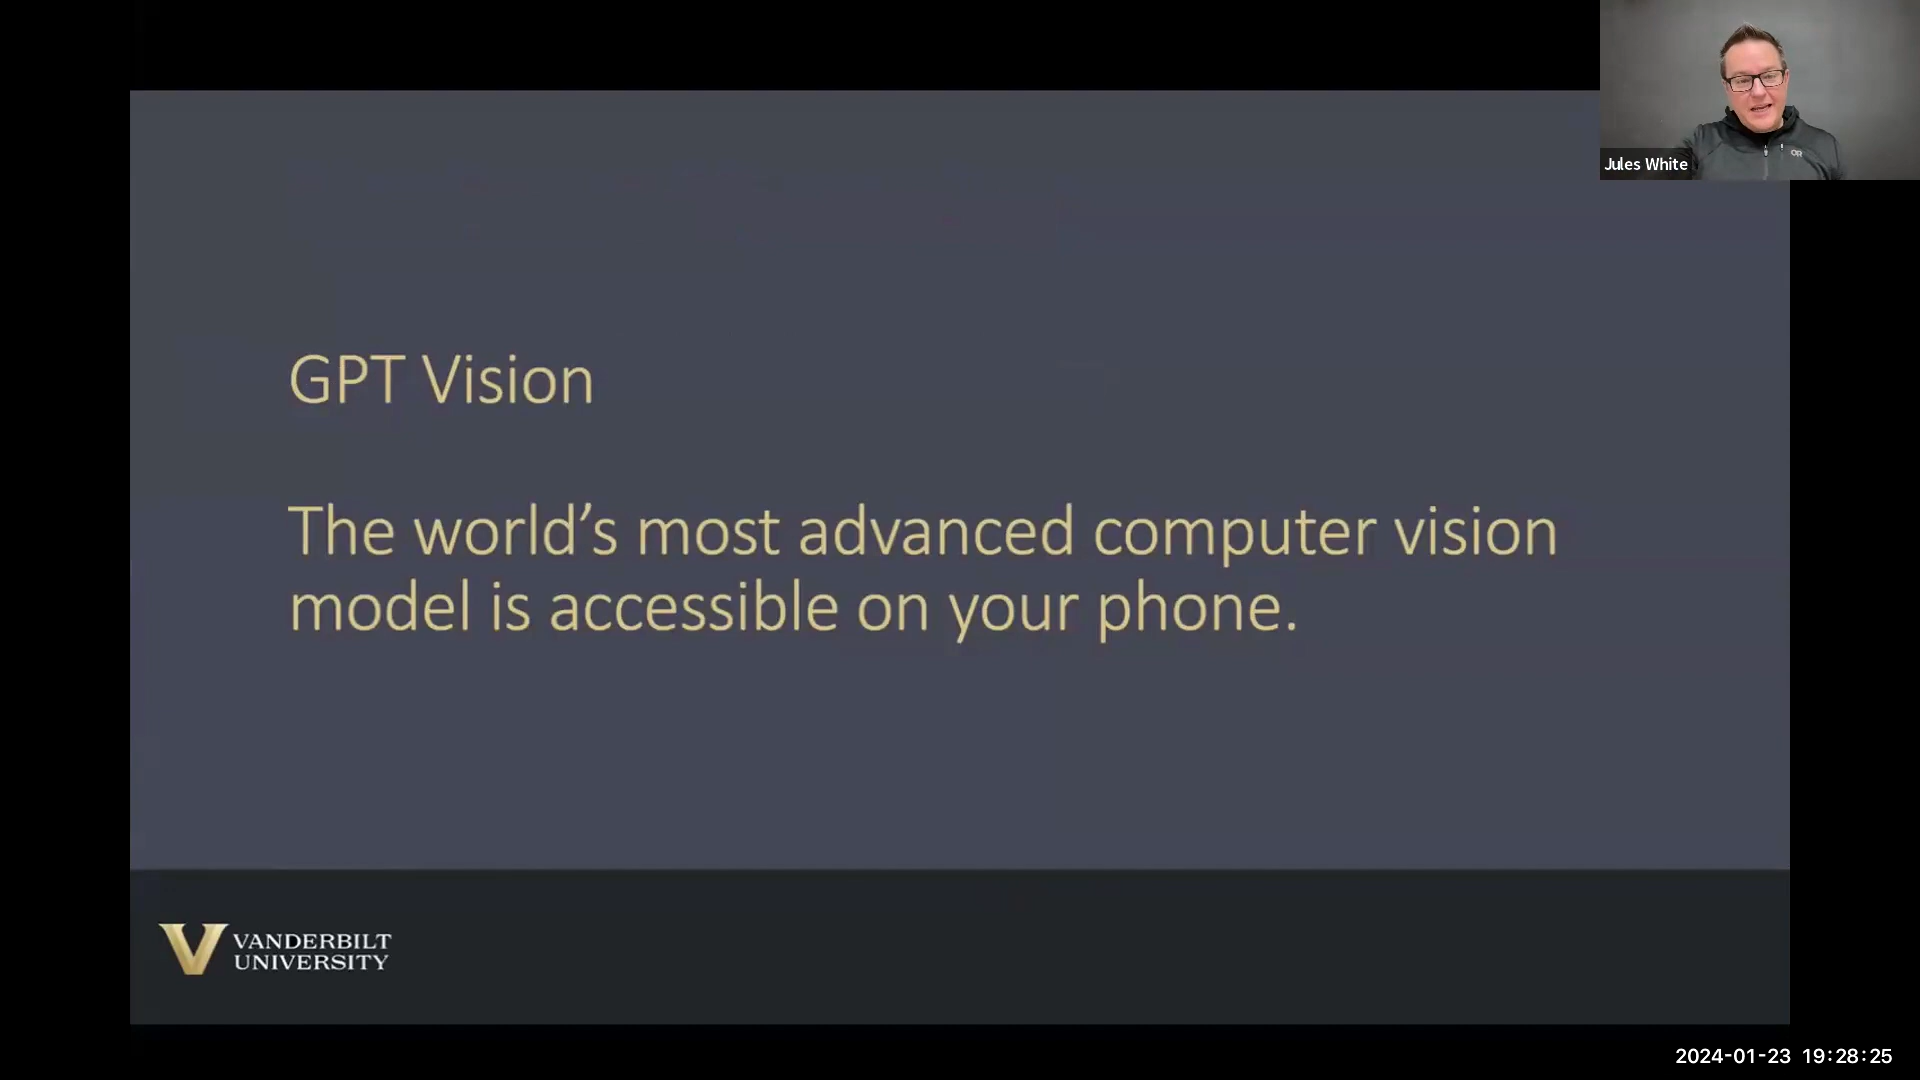 Jules White
GPT Vision
The world’s most advanced computer vision
model is accessible on your phone.
V VANDERBILT
UNIVERSITY
2024-01-23 19:28:25